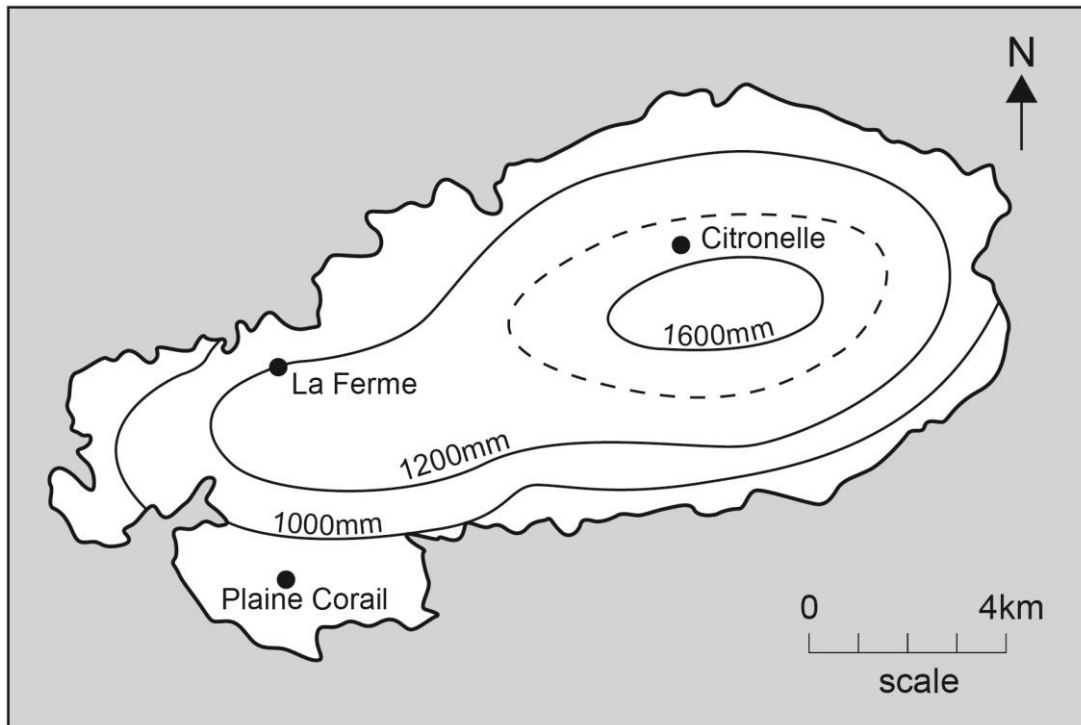 N
Citronelle
1600mm
La Ferme
1200mm
1000mm
Plaine Corail
0 4km
scale